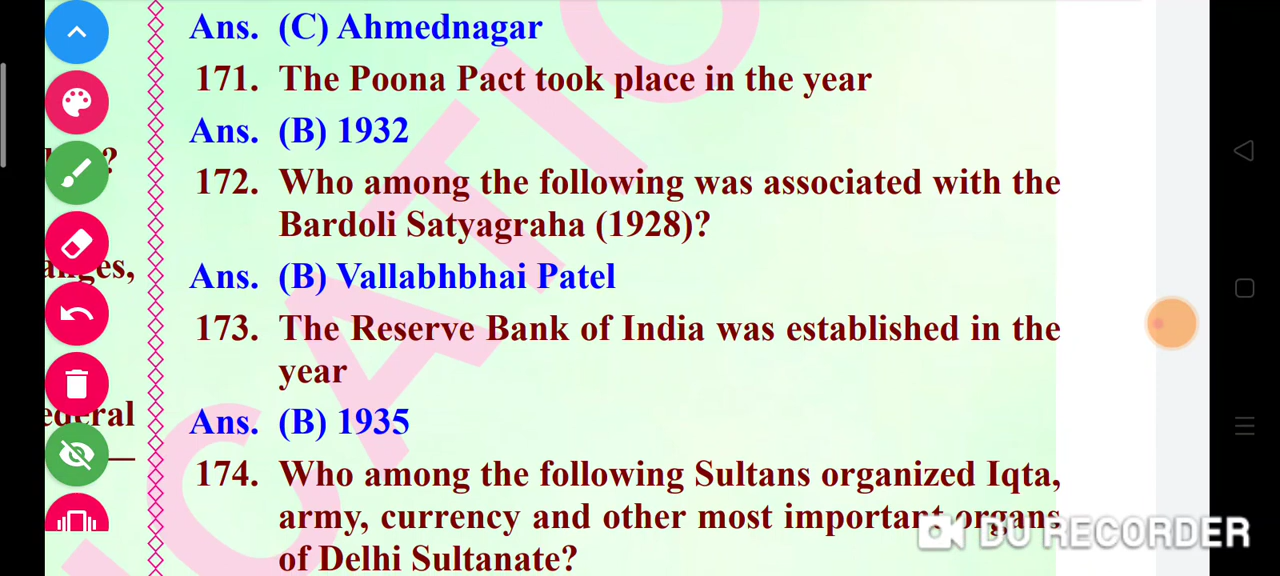 Ans. (C) Ahmednagar
171. The Poona Pact took place in the year
?
Ans. (B) 1932
172. Who among the following was associated with the
Bardoli Satyagraha (1928)?
Ans. (B) Vallabhbhai Patel
173. The Reserve Bank of India was established in the
year
Ans. (B) 1935
174. Who among the following Sultans organized Iqta,
army, currency and other most important organs
of Delhi Sultanate?
DU RECORDER